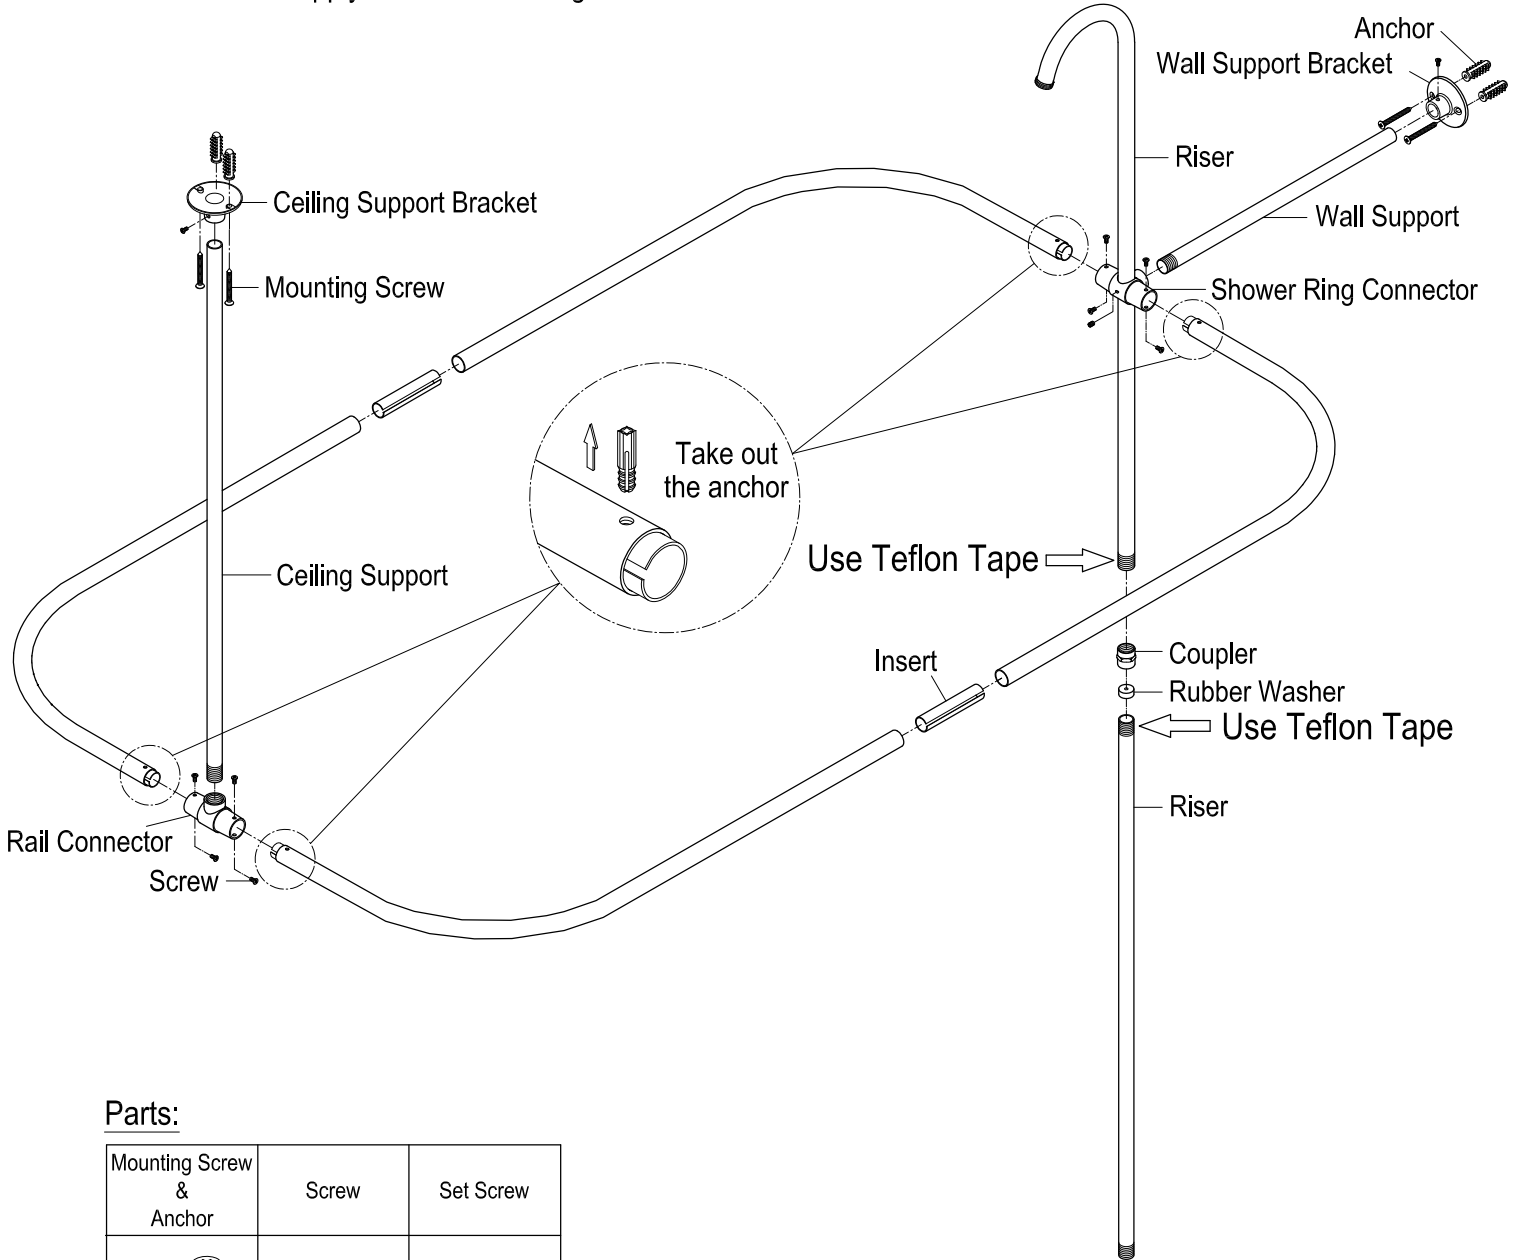 Anchor
Wall Support Bracket
Riser
Ceiling Support Bracket
Wall Support
Mounting Screw
Shower Ring Connector
Take out
the anchor
Use Teflon Tape
Ceiling Support
Insert
Coupler
Rubber Washer
Use Teflon Tape
Riser
Rail Connector
Screw
Parts:
Mounting Screw
&
Anchor
Screw
Set Screw